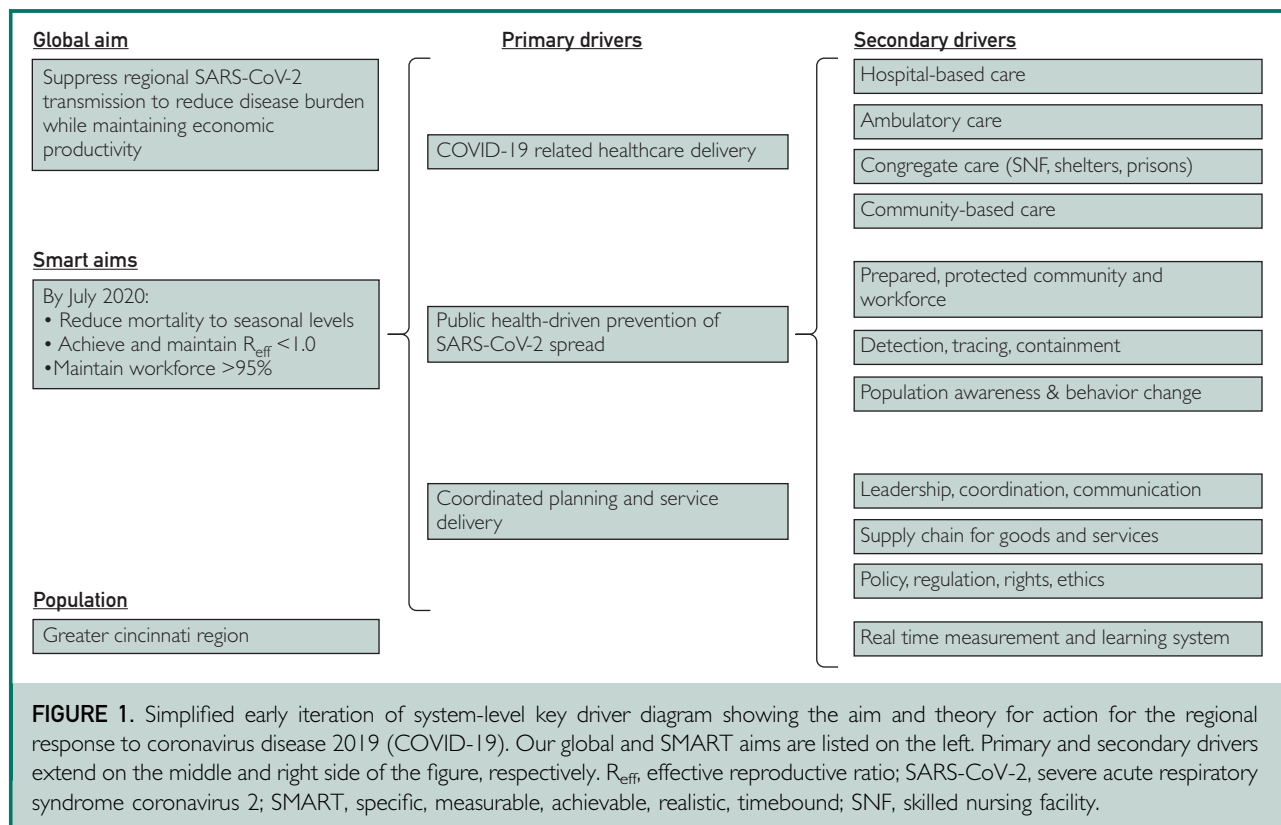 Global aim
Suppress regional SARS-CoV-2
transmission to reduce disease burden
while maintaining economic
productivity
Smart aims
By July 2020:
• Reduce mortality to seasonal levels
• Achieve and maintain Reff <1.0
•Maintain workforce >95%
Population
Greater cincinnati region
Primary drivers
COVID-19 related healthcare delivery
Public health-driven prevention of
SARS-CoV-2 spread
Coordinated planning and service
delivery
Secondary drivers
Hospital-based care
Ambulatory care
Congregate care (SNF, shelters, prisons)
Community-based care
Prepared, protected community and
workforce
Detection, tracing, containment
Population awareness & behavior change
Leadership, coordination, communication
Supply chain for goods and services
Policy, regulation, rights, ethics
Real time measurement and learning system
FIGURE 1. Simplified early iteration of system-level key driver diagram showing the aim and theory for action for the regional
response to coronavirus disease 2019 (COVID-19). Our global and SMART aims are listed on the left. Primary and secondary drivers
extend on the middle and right side of the figure, respectively. Reff, effective reproductive ratio; SARS-CoV-2, severe acute respiratory
syndrome coronavirus 2; SMART, specific, measurable, achievable, realistic, timebound; SNF, skilled nursing facility.